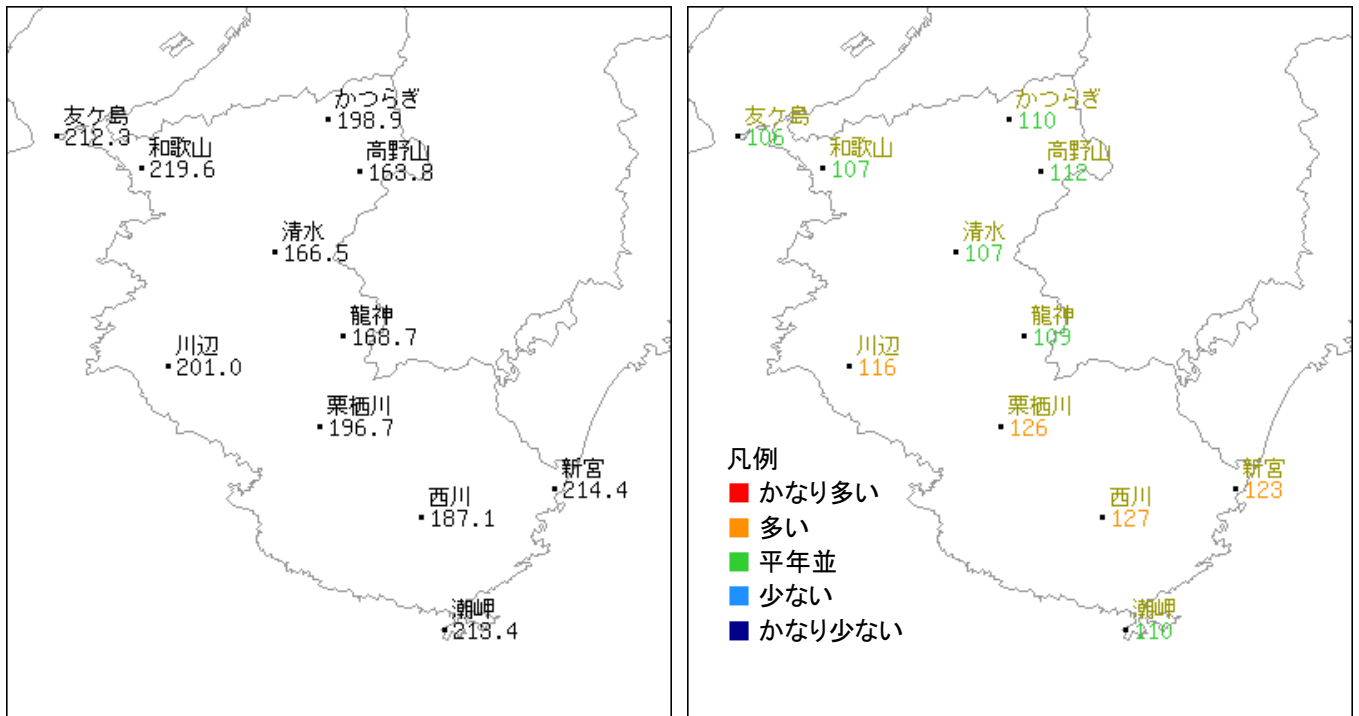 かつらぎ
198.9
友ケ島
212.3
和歌山
219.6
高野山
163.8
清水
166.5
龍神
168.7
川辺
201.0
栗栖川
196.7
新宮
214.4
西川
187.1
潮岬
213.4
かつらぎ
110
友ケ島
106
和歌山
107
高野山
112
清水
107
龍神
109
川辺
116
栗栖川
126
新宮
123
西川
127
潮岬
110
凡例
かなり多い
多い
平年並
少ない
かなり少ない